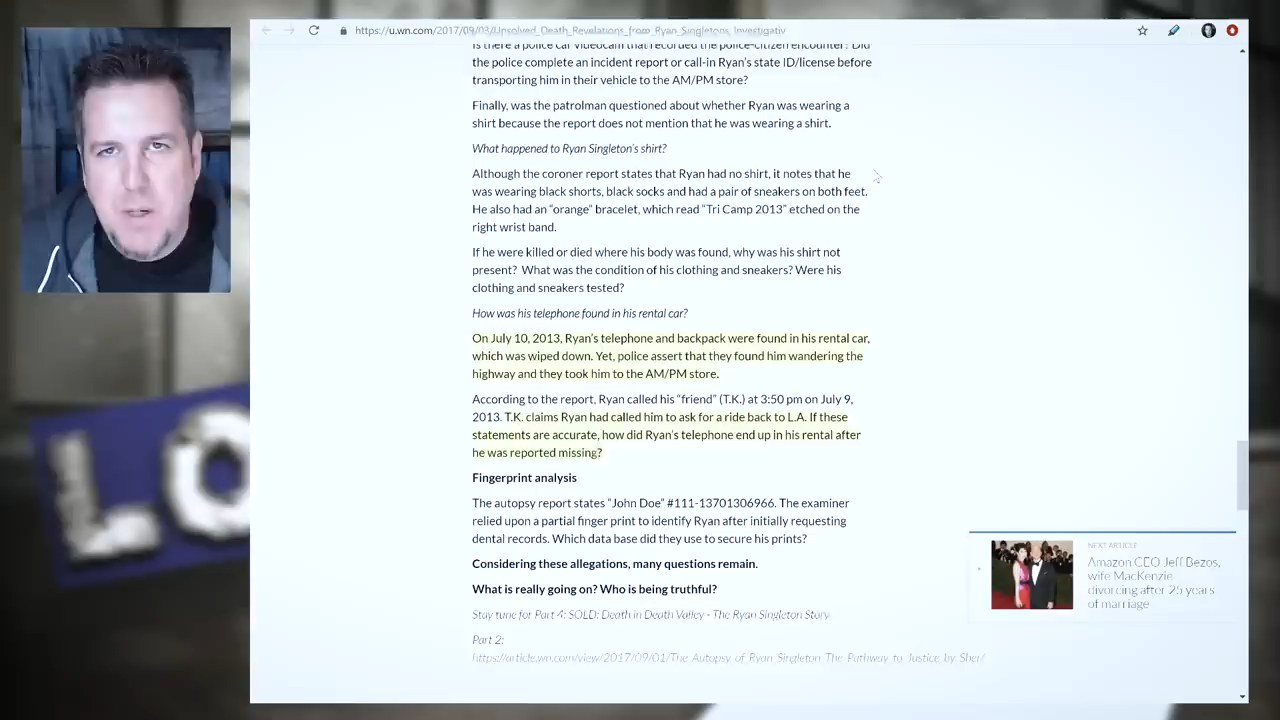 https://u.wn.com/2017/09/03/Unsolved_Death_Revelations_from_Ryan_Singletons_Investigativ
Is there a police car videocam that recorded the police-citizen encounter? Did
the police complete an incident report or call-in Ryan's state ID/license before
transporting him in their vehicle to the AM/PM store?
Finally, was the patrolman questioned about whether Ryan was wearing a
shirt because the report does not mention that he was wearing a shirt.
What happened to Ryan Singleton's shirt?
Although the coroner report states that Ryan had no shirt, it notes that he
was wearing black shorts, black socks and had a pair of sneakers on both feet.
He also had an "orange" bracelet, which read "Tri Camp 2013" etched on the
right wrist band.
If he were killed or died where his body was found, why was his shirt not
present? What was the condition of his clothing and sneakers? Were his
clothing and sneakers tested?
How was his telephone found in his rental car?
On July 10, 2013, Ryan's telephone and backpack were found in his rental car,
which was wiped down. Yet, police assert that they found him wandering the
highway and they took him to the AM/PM store.
According to the report, Ryan called his "friend" (T.K.) at 3:50 pm on July 9,
2013. T.K. claims Ryan had called him to ask for a ride back to L.A. If these
statements are accurate, how did Ryan's telephone end up in his rental after
he was reported missing?
Fingerprint analysis
The autopsy report states "John Doe" #111-13701306966. The examiner
relied upon a partial finger print to identify Ryan after initially requesting
dental records. Which data base did they use to secure his prints?
Considering these allegations, many questions remain.
What is really going on? Who is being truthful?
Stay tune for Part 4: SOLD: Death in Death Valley - The Ryan Singleton Story.
Part 2:
https://article.wn.com/view/2017/09/01/The_Autopsy_of_Ryan_Singleton_The_Pathway_to_Justice_by_Sher/
NEXT ARTICLE
Amazon CEO Jeff Bezos,
wife MacKenzie
divorcing after 25 years
of marriage
LO